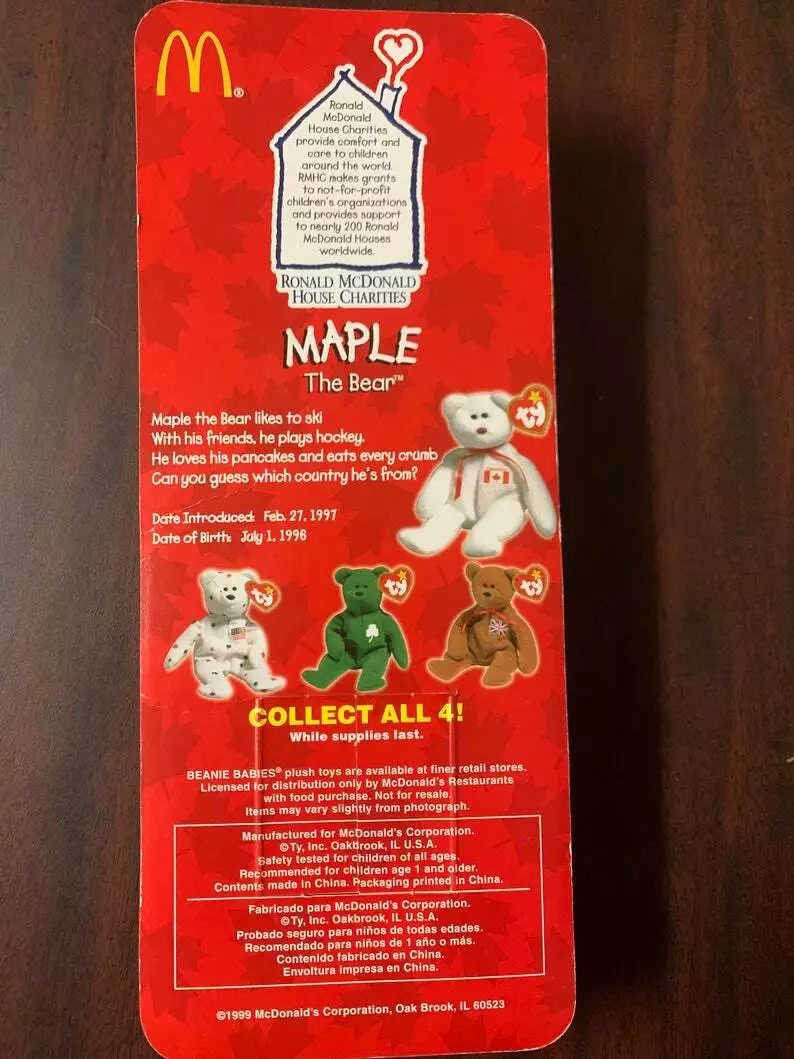 M®
Ronald
McDonald
House Charities
provide comfort and
care to children
around the world.
RMHC makes grants
to not-for-profit
children's organizations
and provides support
to nearly 200 Ronald
McDonald Houses
worldwide.
RONALD MCDONALD
HOUSE CHARITIES
MAPLE
The Bear™
Maple the Bear likes to ski
With his friends, he plays hockey.
He loves his pancakes and eats every crumb
Can you guess which country he's from?
Date Introduced: Feb. 27, 1997
Date of Birth: July 1, 1996
ty
ty
ty
ty
COLLECT ALL 4!
While supplies last.
BEANIE BABIES® plush toys are available at finer retail stores.
Licensed for distribution only by McDonald's Restaurants
with food purchase. Not for resale.
Items may vary slightly from photograph.
Manufactured for McDonald's Corporation.
©Ty, Inc. Oakbrook, IL U.S.A.
Safety tested for children of all ages.
Recommended for children age 1 and older.
Contents made in China. Packaging printed in China.
Fabricado para McDonald's Corporation.
©Ty, Inc. Oakbrook, IL U.S.A.
Probado seguro para niños de todas edades.
Recomendado para niños de 1 año o más.
Contenido fabricado en China.
Envoltura impresa en China.
©1999 McDonald's Corporation, Oak Brook, IL 60523